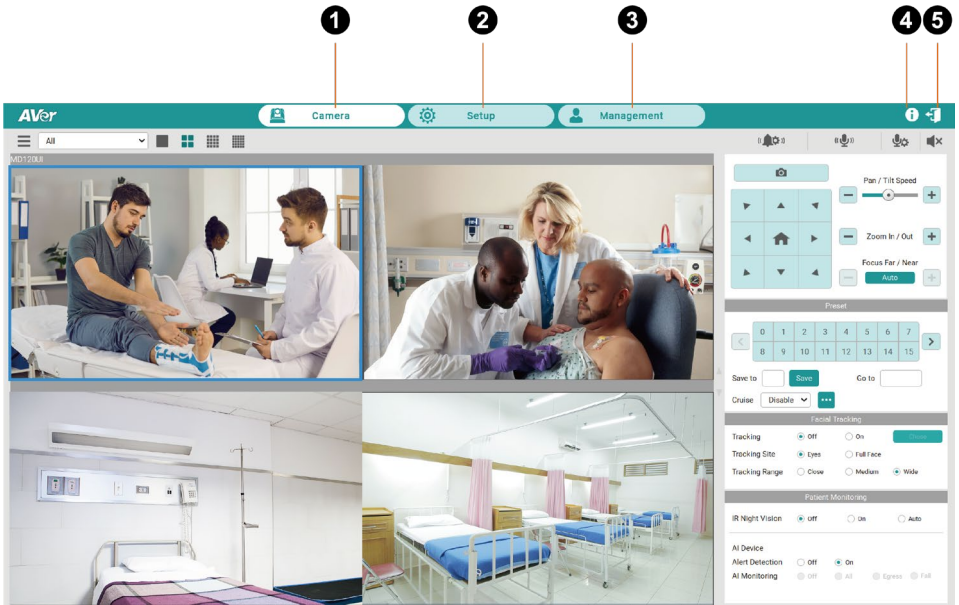 1 2 3 4 5
AVer Camera Setup Management
All
MD120UI
Pan / Tilt Speed
Zoom In / Out
Focus Far / Near
Auto
Preset
0 1 2 3 4 5 6 7
8 9 10 11 12 13 14 15
Save to Save Go to
Cruise Disable
Facial Tracking
Tracking Off On
Tracking Site Eyes Full Face
Tracking Range Close Medium Wide
Patient Monitoring
IR Night Vision Off On Auto
AI Device
Alert Detection Off On
AI Monitoring Off All Egress Fall